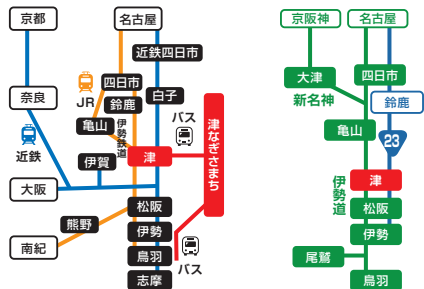 京都
名古屋
近鉄四日市
四日市
JR
奈良
鈴鹿
白子
亀山
伊勢鉄道
バス
近鉄
津
津なぎさまち
伊賀
大阪
松阪
熊野
伊勢
南紀
鳥羽
バス
志摩
京阪神
名古屋
大津
四日市
新名神
鈴鹿
亀山
23
津
伊勢道
松阪
伊勢
尾鷲
鳥羽